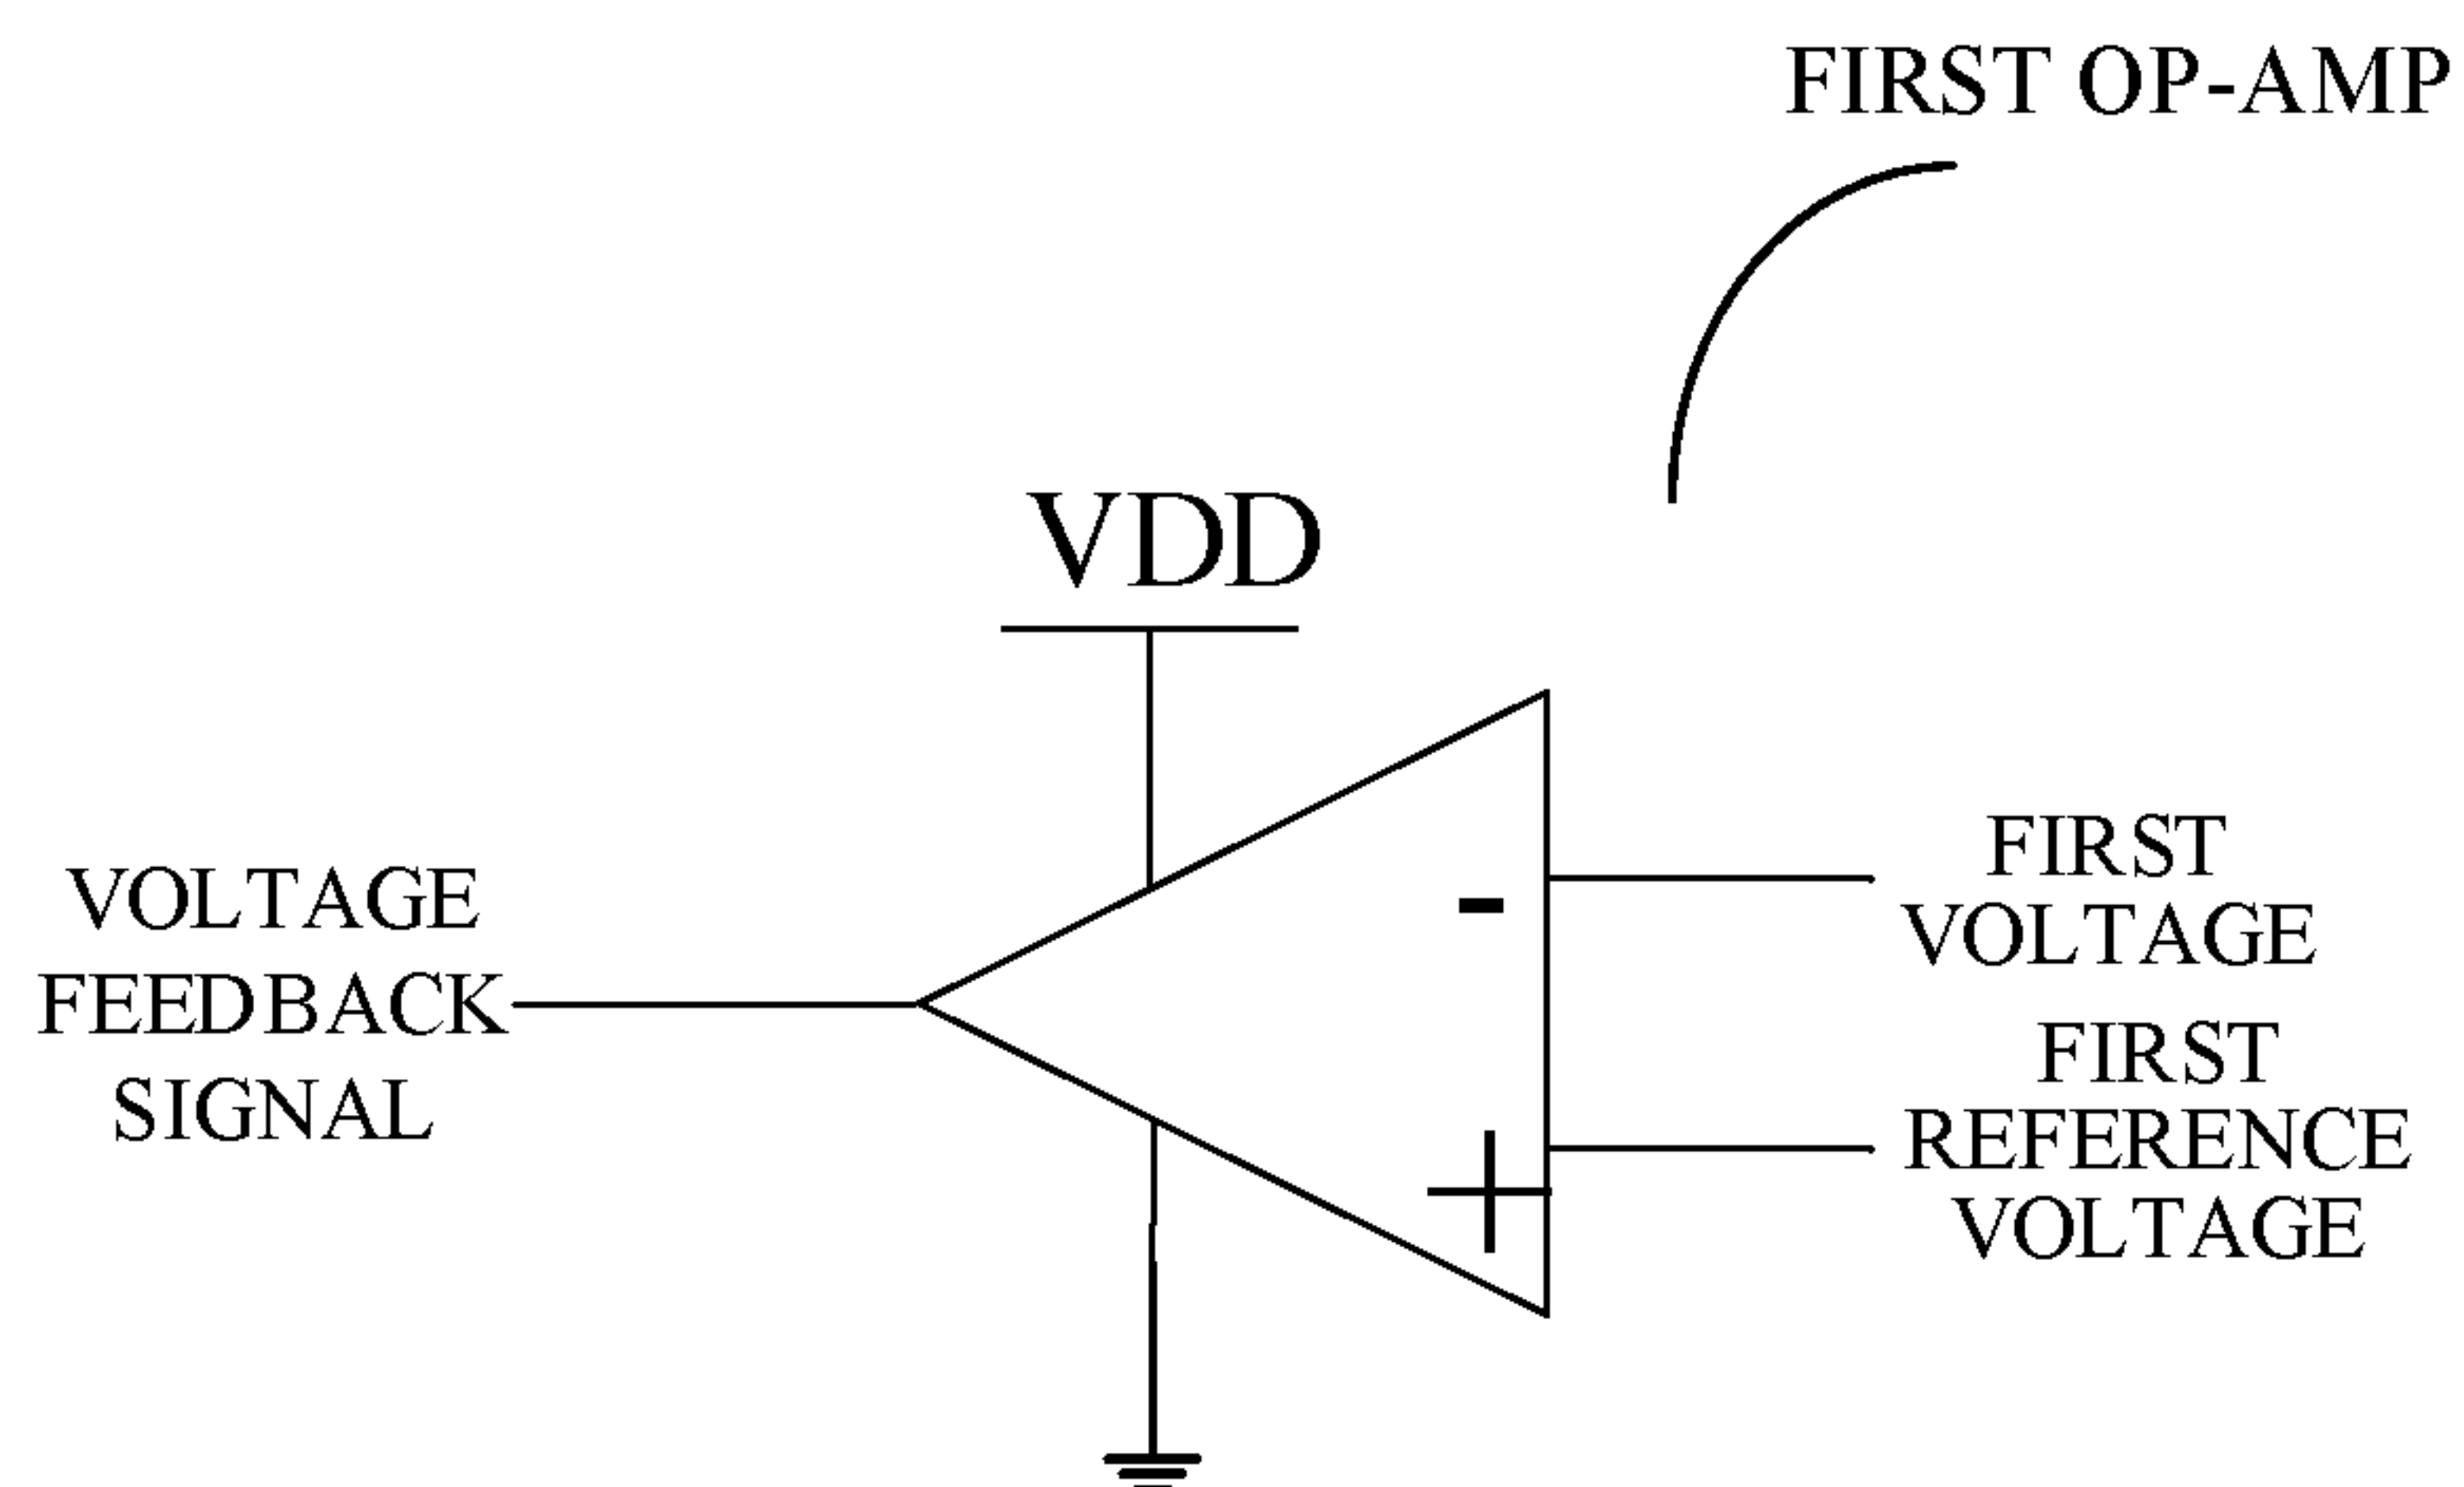 FIRST OP-AMP
VDD
VOLTAGE
FEEDBACK
SIGNAL
-
+
FIRST
VOLTAGE
FIRST
REFERENCE
VOLTAGE